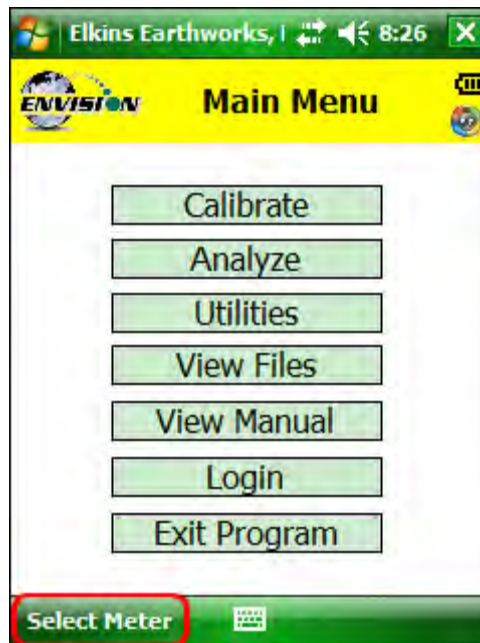 Elkins Earthworks, I
8:26
ENVISION
Main Menu
Calibrate
Analyze
Utilities
View Files
View Manual
Login
Exit Program
Select Meter